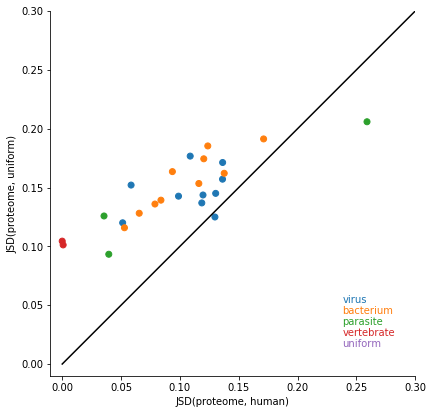 0.30
0.25
0.20
0.15
0.10
0.05
0.00
JSD(proteome, uniform)
virus
bacterium
parasite
vertebrate
uniform
0.00 0.05 0.10 0.15 0.20 0.25 0.30
JSD(proteome, human)